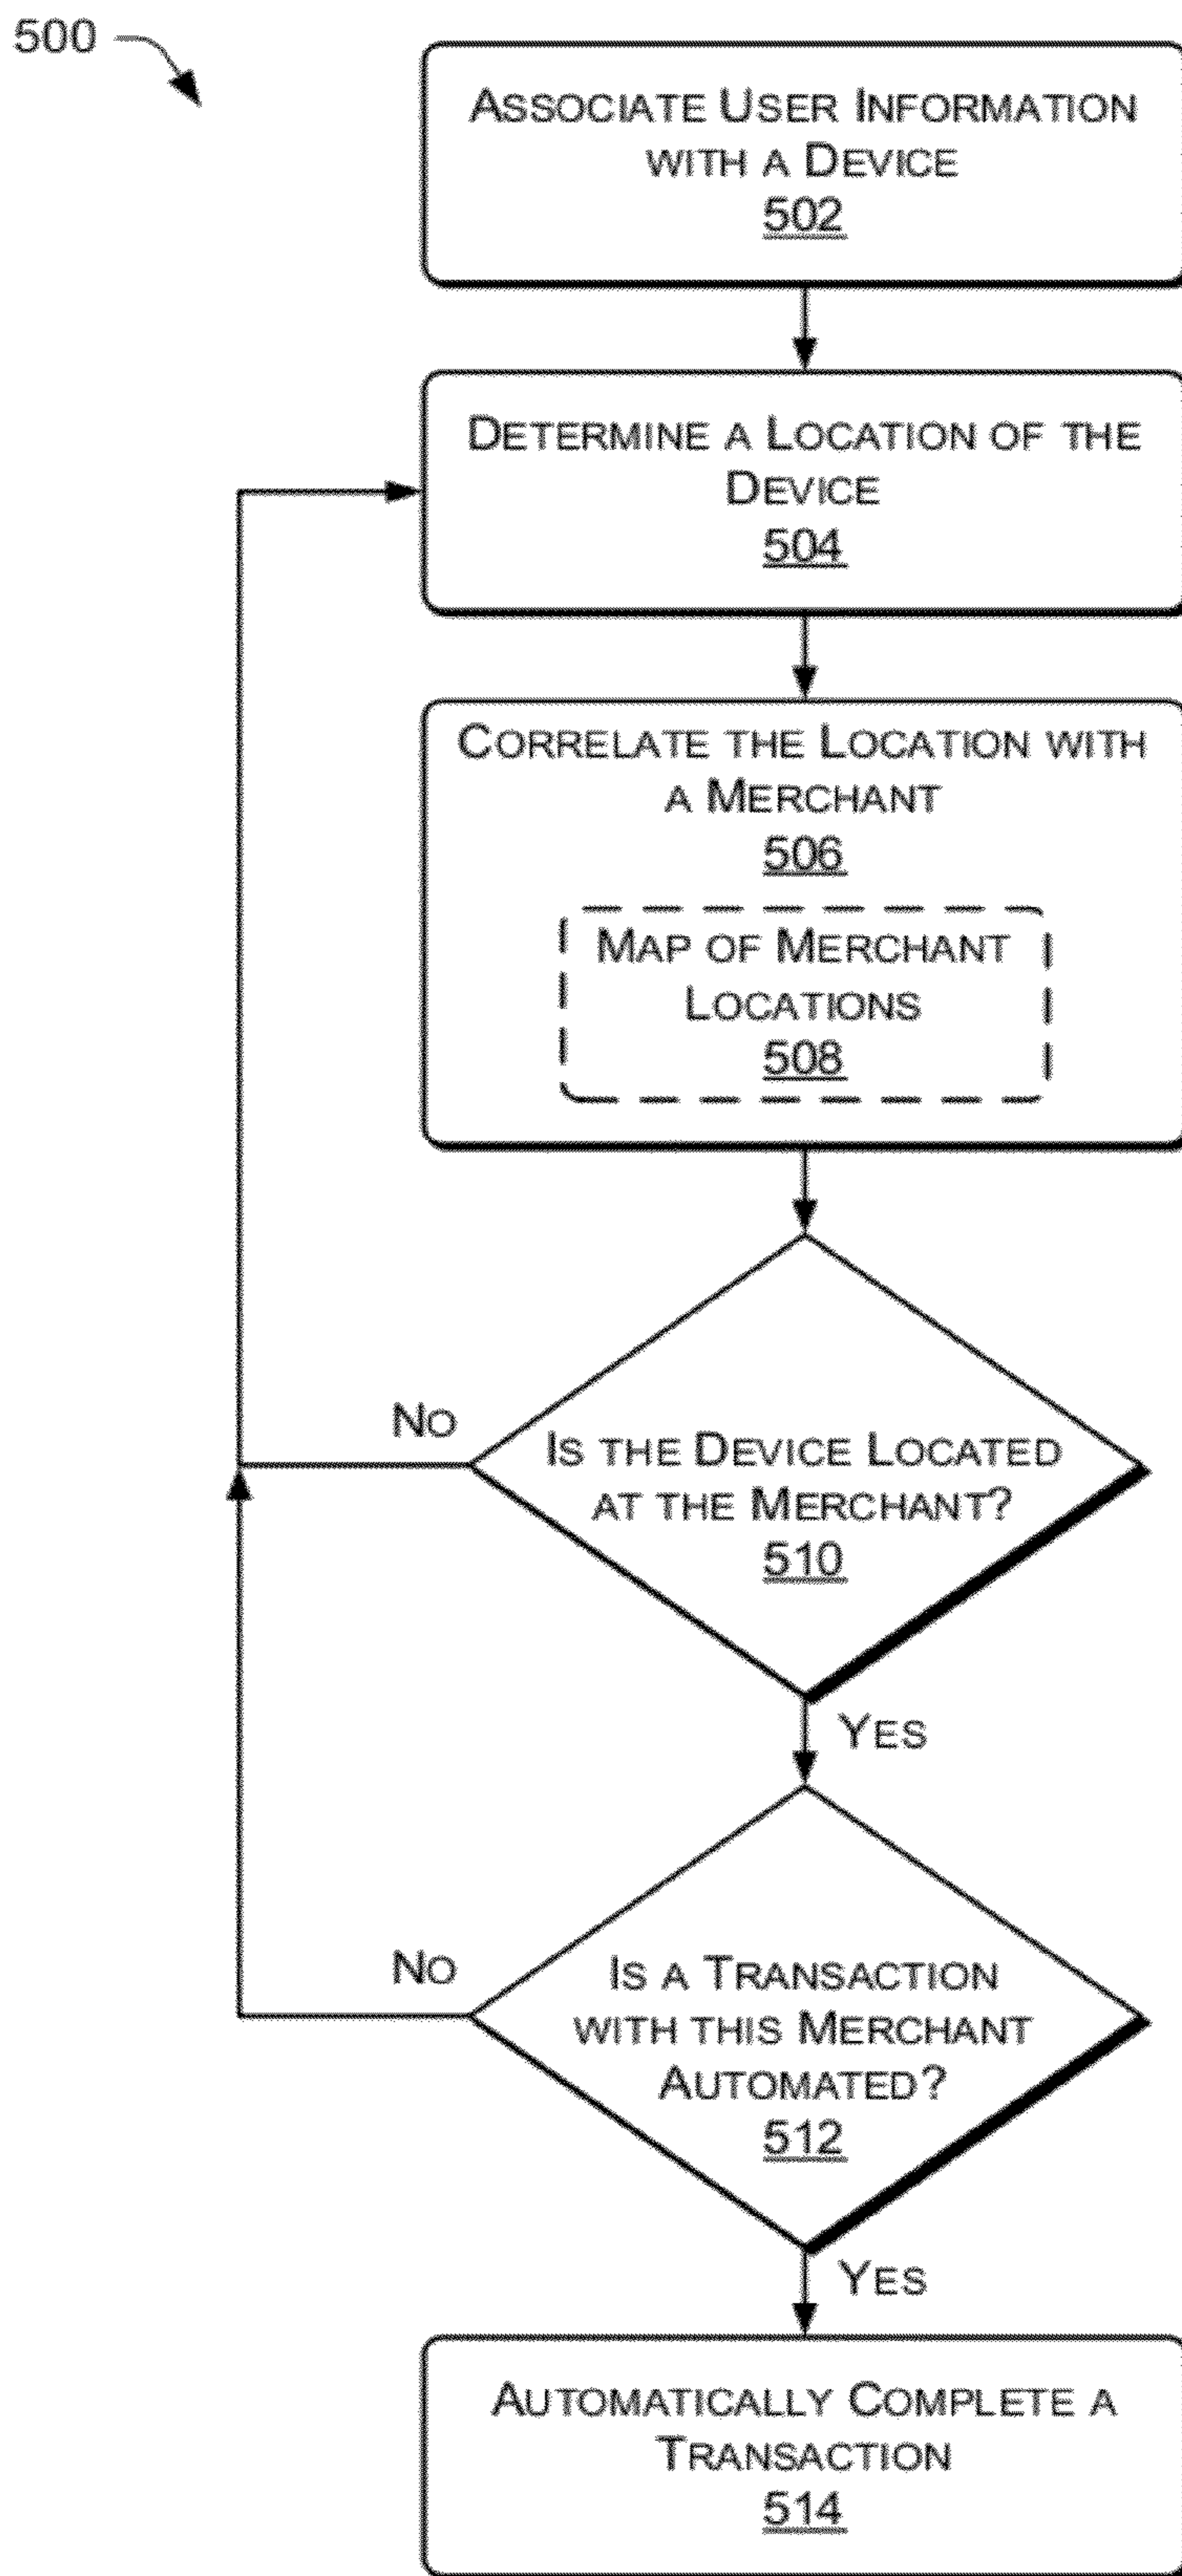 500
ASSOCIATE USER INFORMATION
WITH A DEVICE
502
DETERMINE A LOCATION OF THE
DEVICE
504
CORRELATE THE LOCATION WITH
A MERCHANT
506
MAP OF MERCHANT
LOCATIONS
508
NO
IS THE DEVICE LOCATED
AT THE MERCHANT?
510
YES
NO
IS A TRANSACTION
WITH THIS MERCHANT
AUTOMATED?
512
YES
AUTOMATICALLY COMPLETE A
TRANSACTION
514